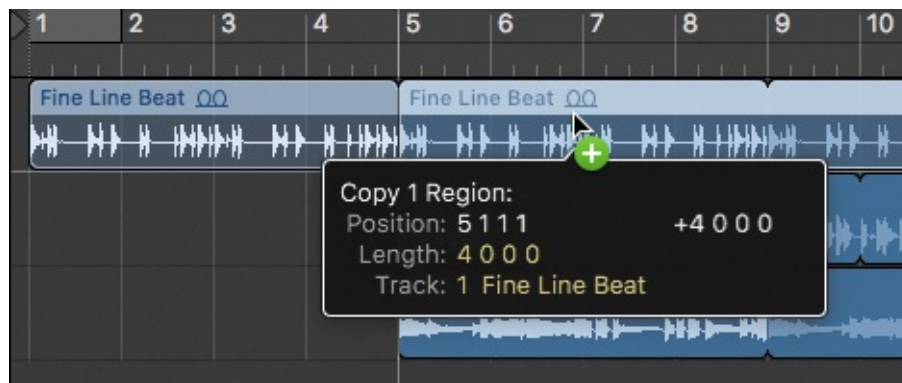 1 2 3 4 5 6 7 8 9 10
Fine Line Beat Fine Line Beat
Copy 1 Region:
Position: 5 1 1 1 +4 0 0 0
Length: 4 0 0 0
Track: 1 Fine Line Beat